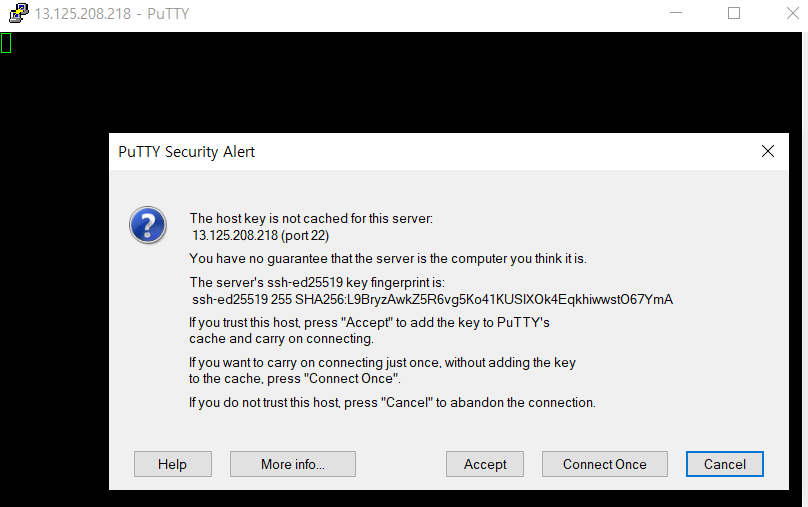 13.125.208.218 - PuTTY
PuTTY Security Alert
The host key is not cached for this server:
13.125.208.218 (port 22)
You have no guarantee that the server is the computer you think it is.
The server's ssh-ed25519 key fingerprint is:
ssh-ed25519 255 SHA256:L9BryzAwkZ5R6vg5Ko41KUSlXOk4EqkhiwwstO67YmA
If you trust this host, press "Accept" to add the key to PuTTY's
cache and carry on connecting.
If you want to carry on connecting just once, without adding the key
to the cache, press "Connect Once".
If you do not trust this host, press "Cancel" to abandon the connection.
Help
More info...
Accept
Connect Once
Cancel